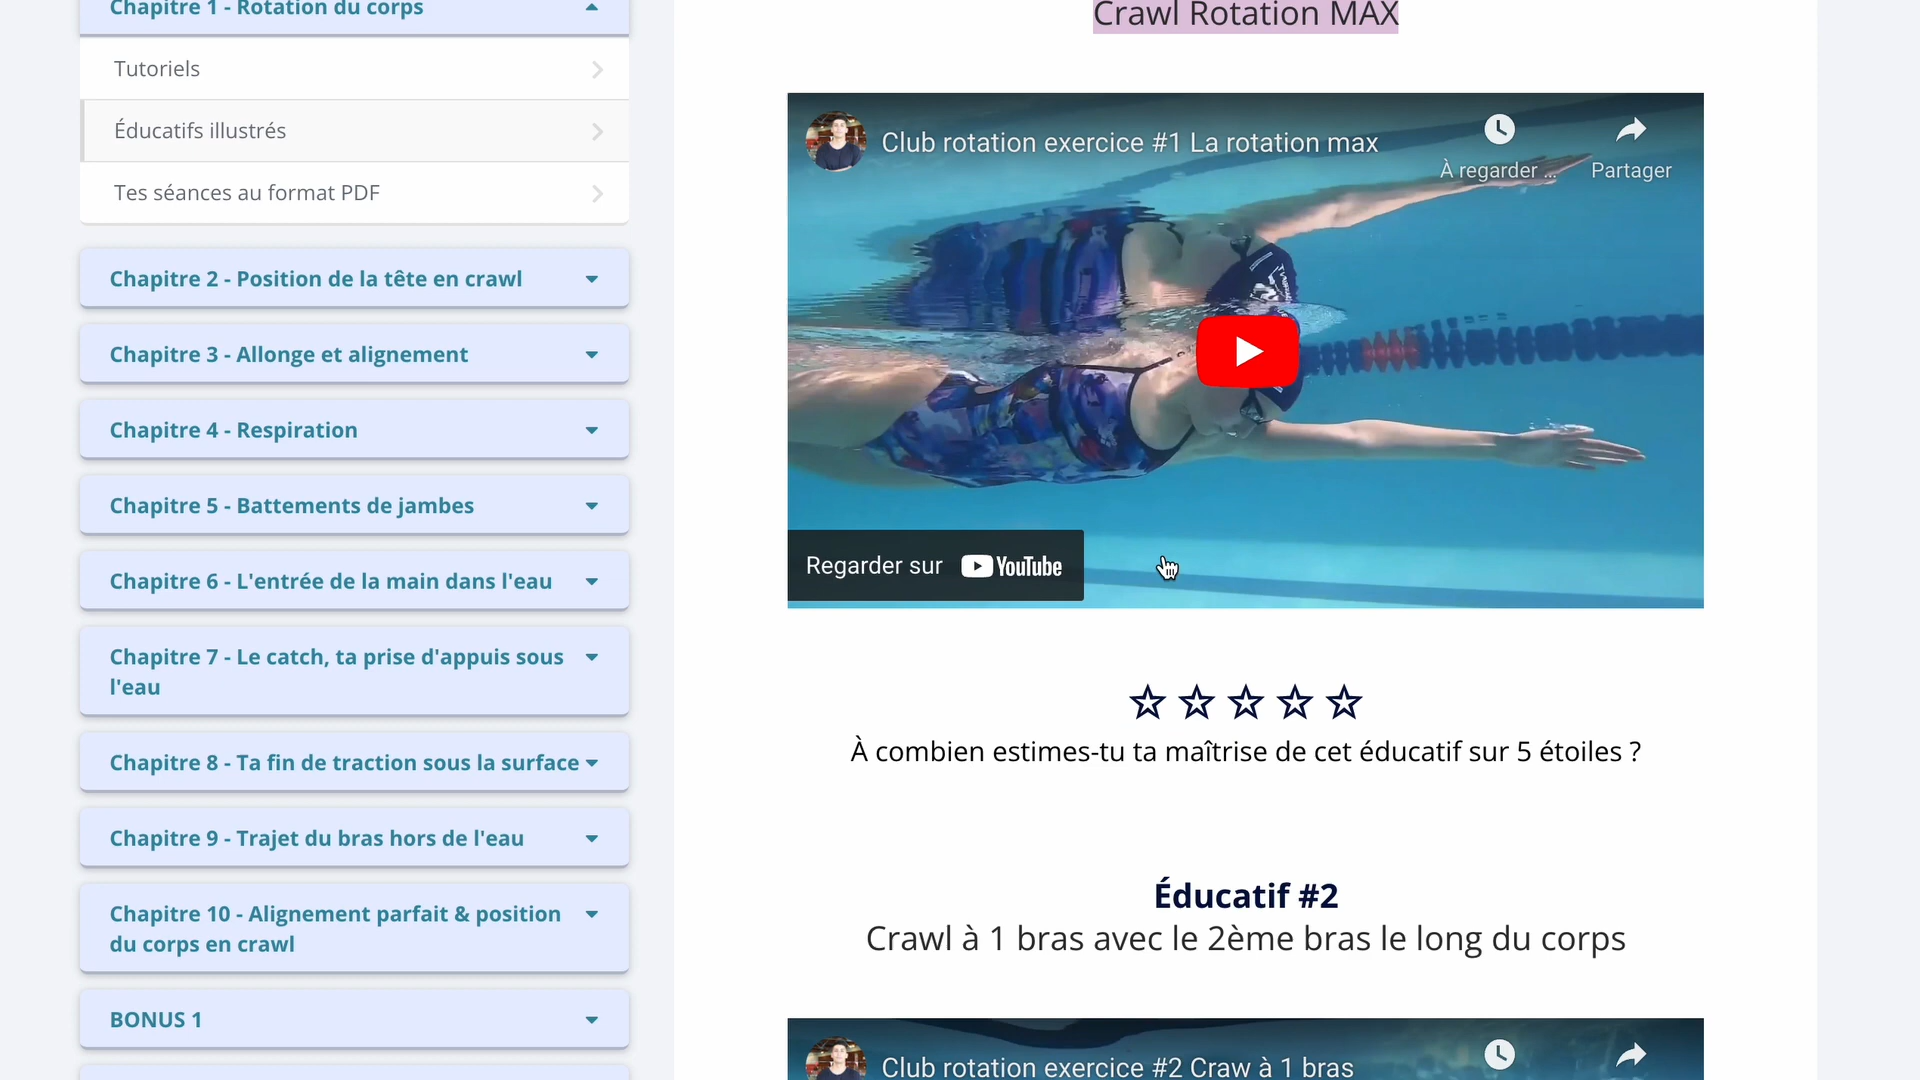 Chapitre 1 - Rotation du corps
Tutoriels
Éducatifs illustrés
Tes séances au format PDF
Chapitre 2 - Position de la tête en crawl
Chapitre 3 - Allonge et alignement
Chapitre 4 - Respiration
Chapitre 5 - Battements de jambes
Chapitre 6 - L'entrée de la main dans l'eau
Chapitre 7 - Le catch, ta prise d'appuis sous
l'eau
Chapitre 8 - Ta fin de traction sous la surface
Chapitre 9 - Trajet du bras hors de l'eau
Chapitre 10 - Alignement parfait & position
du corps en crawl
BONUS 1
Crawl Rotation MAX
Club rotation exercice #1 La rotation max
À regarder ...
Partager
Regarder sur YouTube
À combien estimes-tu ta maîtrise de cet éducatif sur 5 étoiles ?
Éducatif #2
Crawl à 1 bras avec le 2ème bras le long du corps
Club rotation exercice #2 Craw à 1 bras